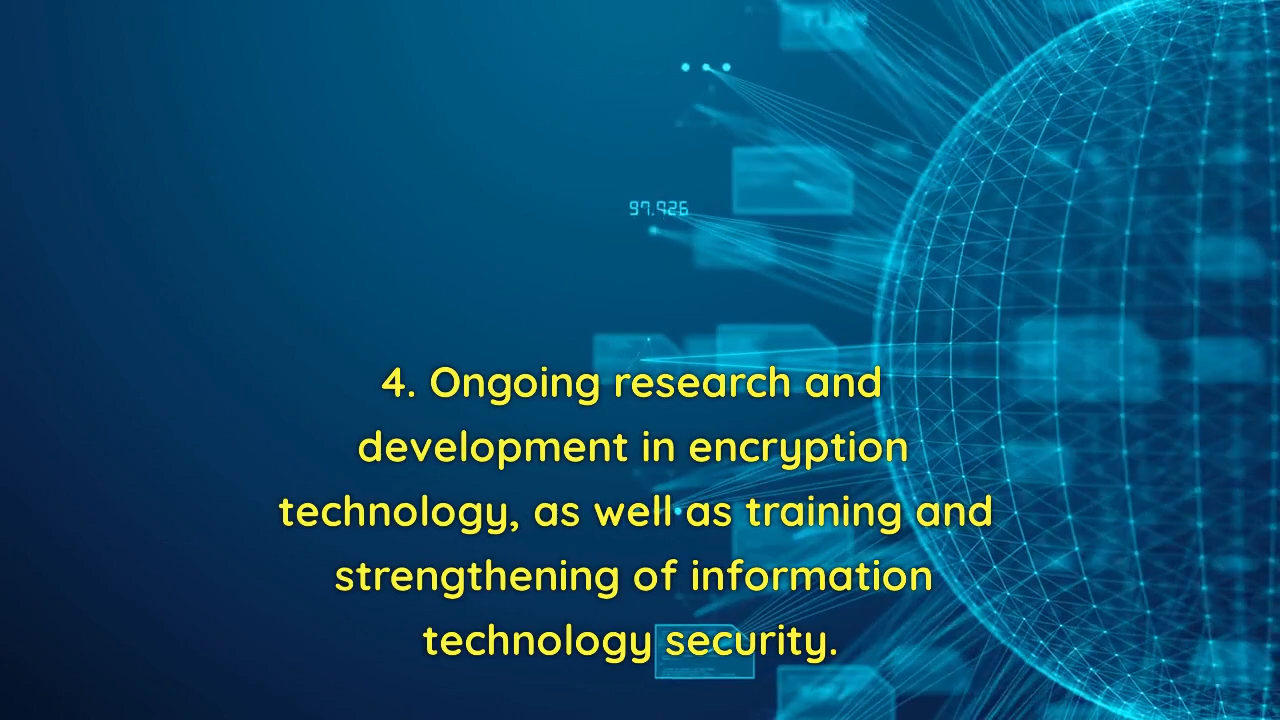 97.926
4. Ongoing research and
development in encryption
technology, as well as training and
strengthening of information
technology security.